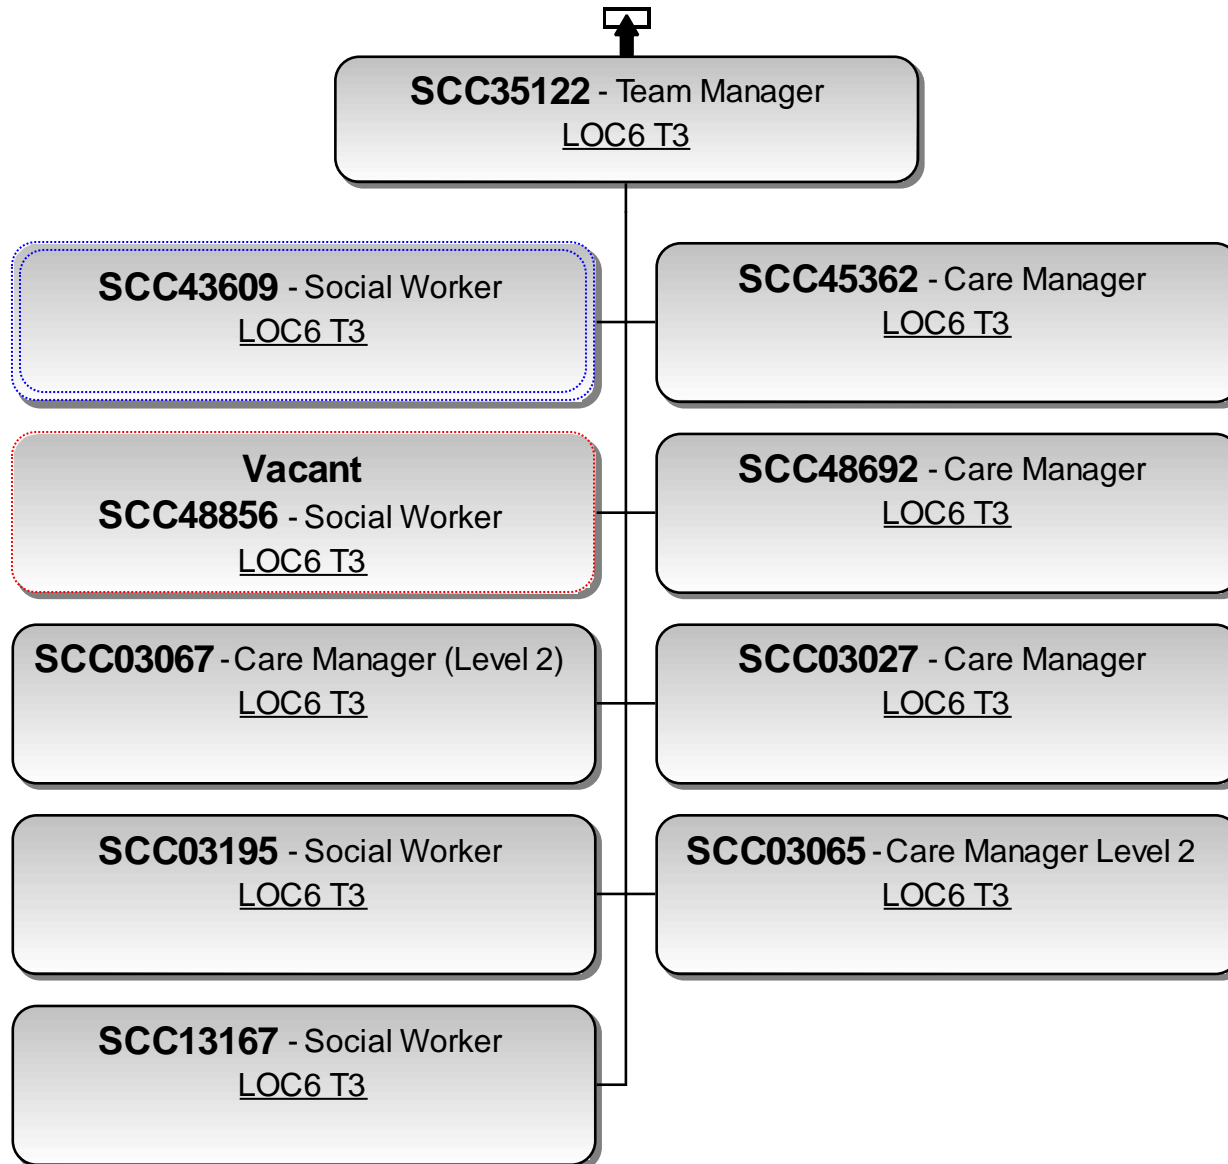 SCC35122 - Team Manager
LOC6 T3
SCC43609 - Social Worker
LOC6 T3
SCC45362 - Care Manager
LOC6 T3
Vacant
SCC48856 - Social Worker
LOC6 T3
SCC48692 - Care Manager
LOC6 T3
SCC03067 - Care Manager (Level 2)
LOC6 T3
SCC03027 - Care Manager
LOC6 T3
SCC03195 - Social Worker
LOC6 T3
SCC03065 - Care Manager Level 2
LOC6 T3
SCC13167 - Social Worker
LOC6 T3